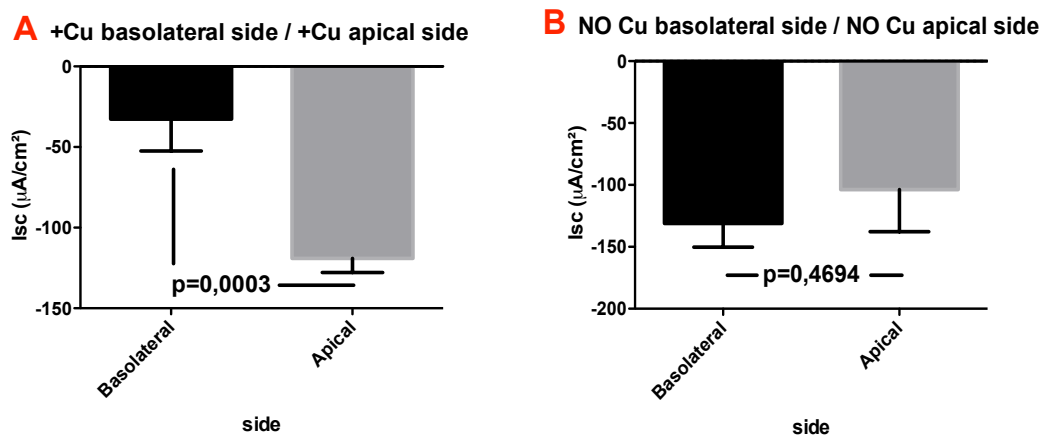 A +Cu basolateral side / +Cu apical side
Isc (µA/cm²)
0
-50
-100
-150
p=0,0003
Basolateral
Apical
side
B NO Cu basolateral side / NO Cu apical side
Isc (µA/cm²)
0
-50
-100
-150
-200
p=0,4694
Basolateral
Apical
side